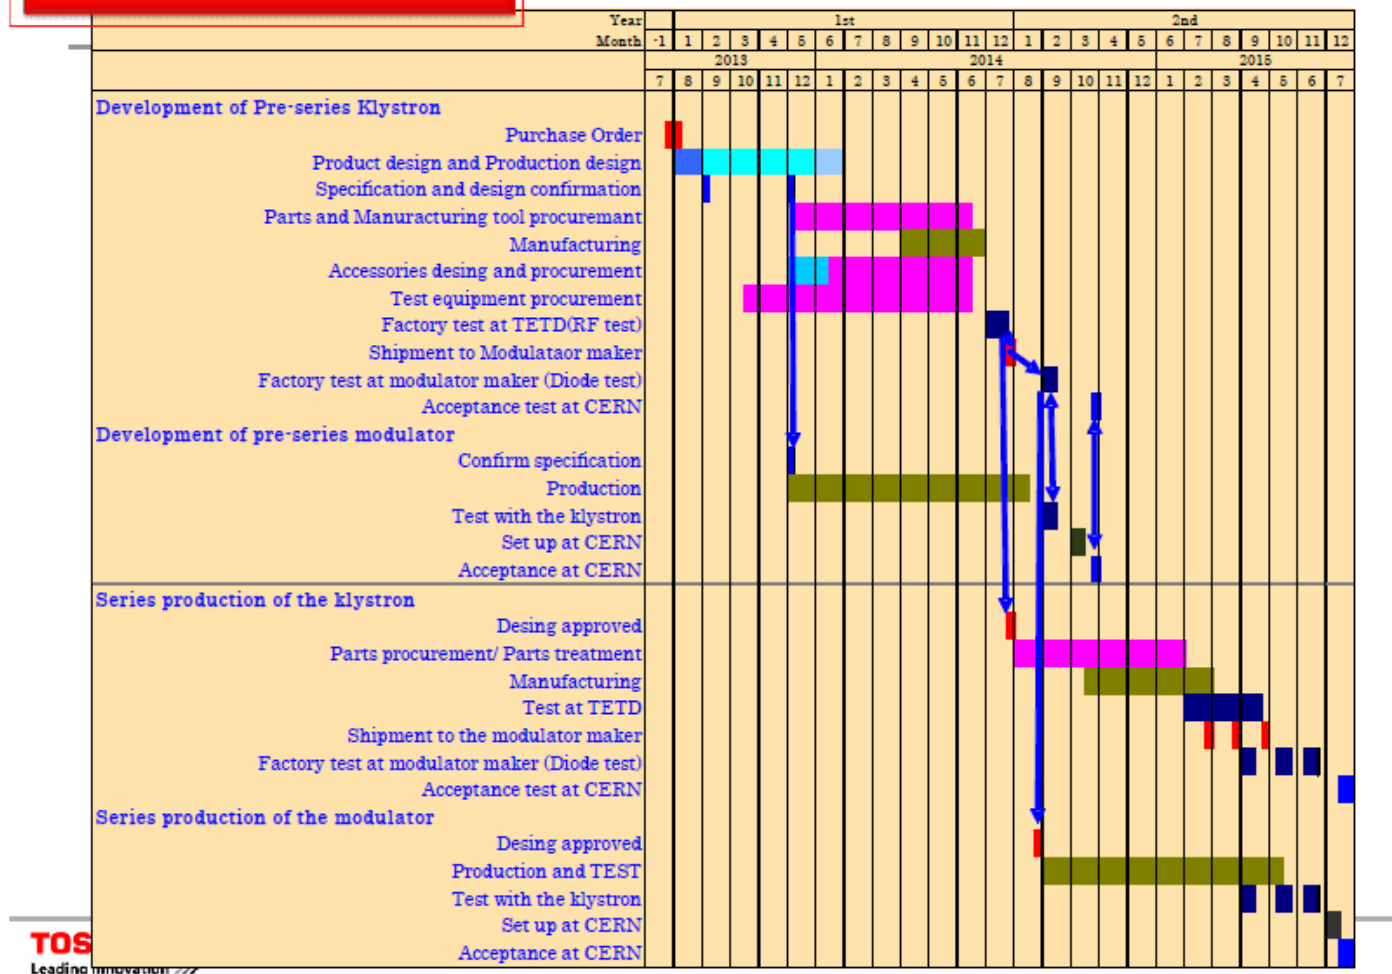 Year 1st 2nd
Month -1 1 2 3 4 5 6 7 8 9 10 11 12 1 2 3 4 5 6 7 8 9 10 11 12
2013 2014 2015
7 8 9 10 11 12 1 2 3 4 5 6 7 8 9 10 11 12 1 2 3 4 5 6 7
Development of Pre-series Klystron
Purchase Order
Product design and Production design
Specification and design confirmation
Parts and Manuracturing tool procuremant
Manufacturing
Accessories desing and procurement
Test equipment procurement
Factory test at TETD(RF test)
Shipment to Modulataor maker
Factory test at modulator maker (Diode test)
Acceptance test at CERN
Development of pre-series modulator
Confirm specification
Production
Test with the klystron
Set up at CERN
Acceptance at CERN
Series production of the klystron
Desing approved
Parts procurement/ Parts treatment
Manufacturing
Test at TETD
Shipment to the modulator maker
Factory test at modulator maker (Diode test)
Acceptance test at CERN
Series production of the modulator
Desing approved
Production and TEST
Test with the klystron
Set up at CERN
Acceptance at CERN
TOS
Leading Innovation